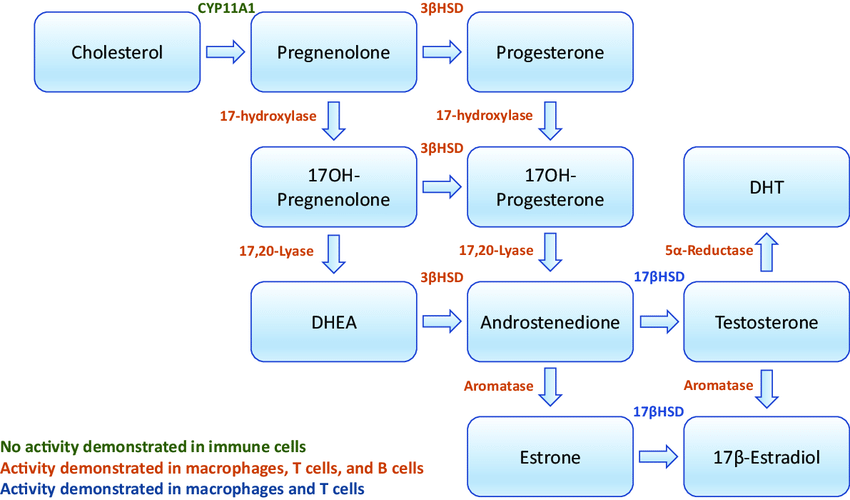 CYP11A1
3βHSD
Cholesterol
Pregnenolone
Progesterone
17-hydroxylase
17-hydroxylase
3βHSD
17OH-
Pregnenolone
17OH-
Progesterone
DHT
17,20-Lyase
17,20-Lyase
5α-Reductase
3βHSD
17βHSD
DHEA
Androstenedione
Testosterone
Aromatase
Aromatase
17βHSD
Estrone
17β-Estradiol
No activity demonstrated in immune cells
Activity demonstrated in macrophages, T cells, and B cells
Activity demonstrated in macrophages and T cells